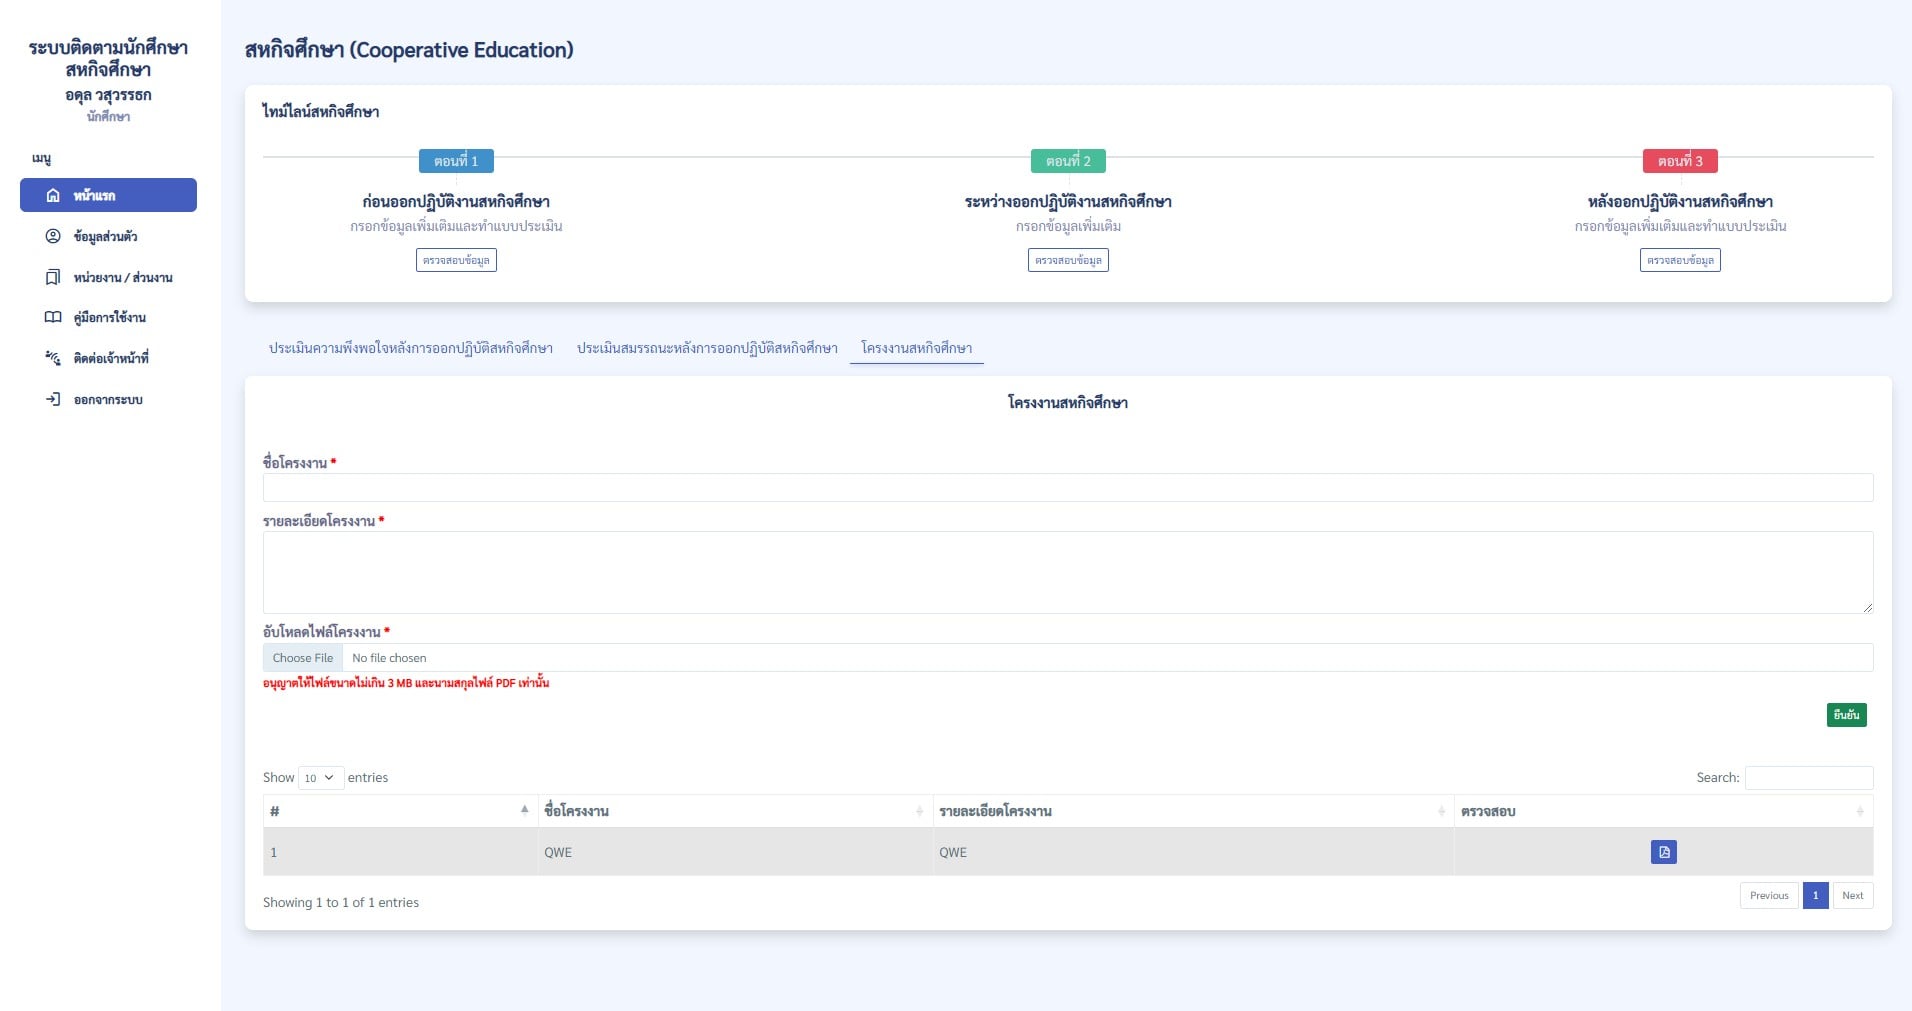 ระบบติดตามนักศึกษา
สหกิจศึกษา
อดุล วสุวรรธก
นักศึกษา
เมนู
หน้าแรก
ข้อมูลส่วนตัว
หน่วยงาน / ส่วนงาน
คู่มือการใช้งาน
ติดต่อเจ้าหน้าที่
ออกจากระบบ
สหกิจศึกษา (Cooperative Education)
ไทม์ไลน์สหกิจศึกษา
ตอนที่ 1
ก่อนออกปฏิบัติงานสหกิจศึกษา
กรอกข้อมูลเพิ่มเติมและทำแบบประเมิน
ตรวจสอบข้อมูล
ตอนที่ 2
ระหว่างออกปฏิบัติงานสหกิจศึกษา
กรอกข้อมูลเพิ่มเติม
ตรวจสอบข้อมูล
ตอนที่ 3
หลังออกปฏิบัติงานสหกิจศึกษา
กรอกข้อมูลเพิ่มเติมและทำแบบประเมิน
ตรวจสอบข้อมูล
ประเมินความพึงพอใจหลังการออกปฏิบัติสหกิจศึกษา ประเมินสมรรถนะหลังการออกปฏิบัติสหกิจศึกษา โครงงานสหกิจศึกษา
โครงงานสหกิจศึกษา
ชื่อโครงงาน *
รายละเอียดโครงงาน *
อับโหลดไฟล์โครงงาน *
Choose File No file chosen
อนุญาตให้ไฟล์ขนาดไม่เกิน 3 MB และนามสกุลไฟล์ PDF เท่านั้น
ยืนยัน
Show 10 entries Search:
# ชื่อโครงงาน รายละเอียดโครงงาน ตรวจสอบ
1 QWE QWE
Showing 1 to 1 of 1 entries
Previous 1 Next